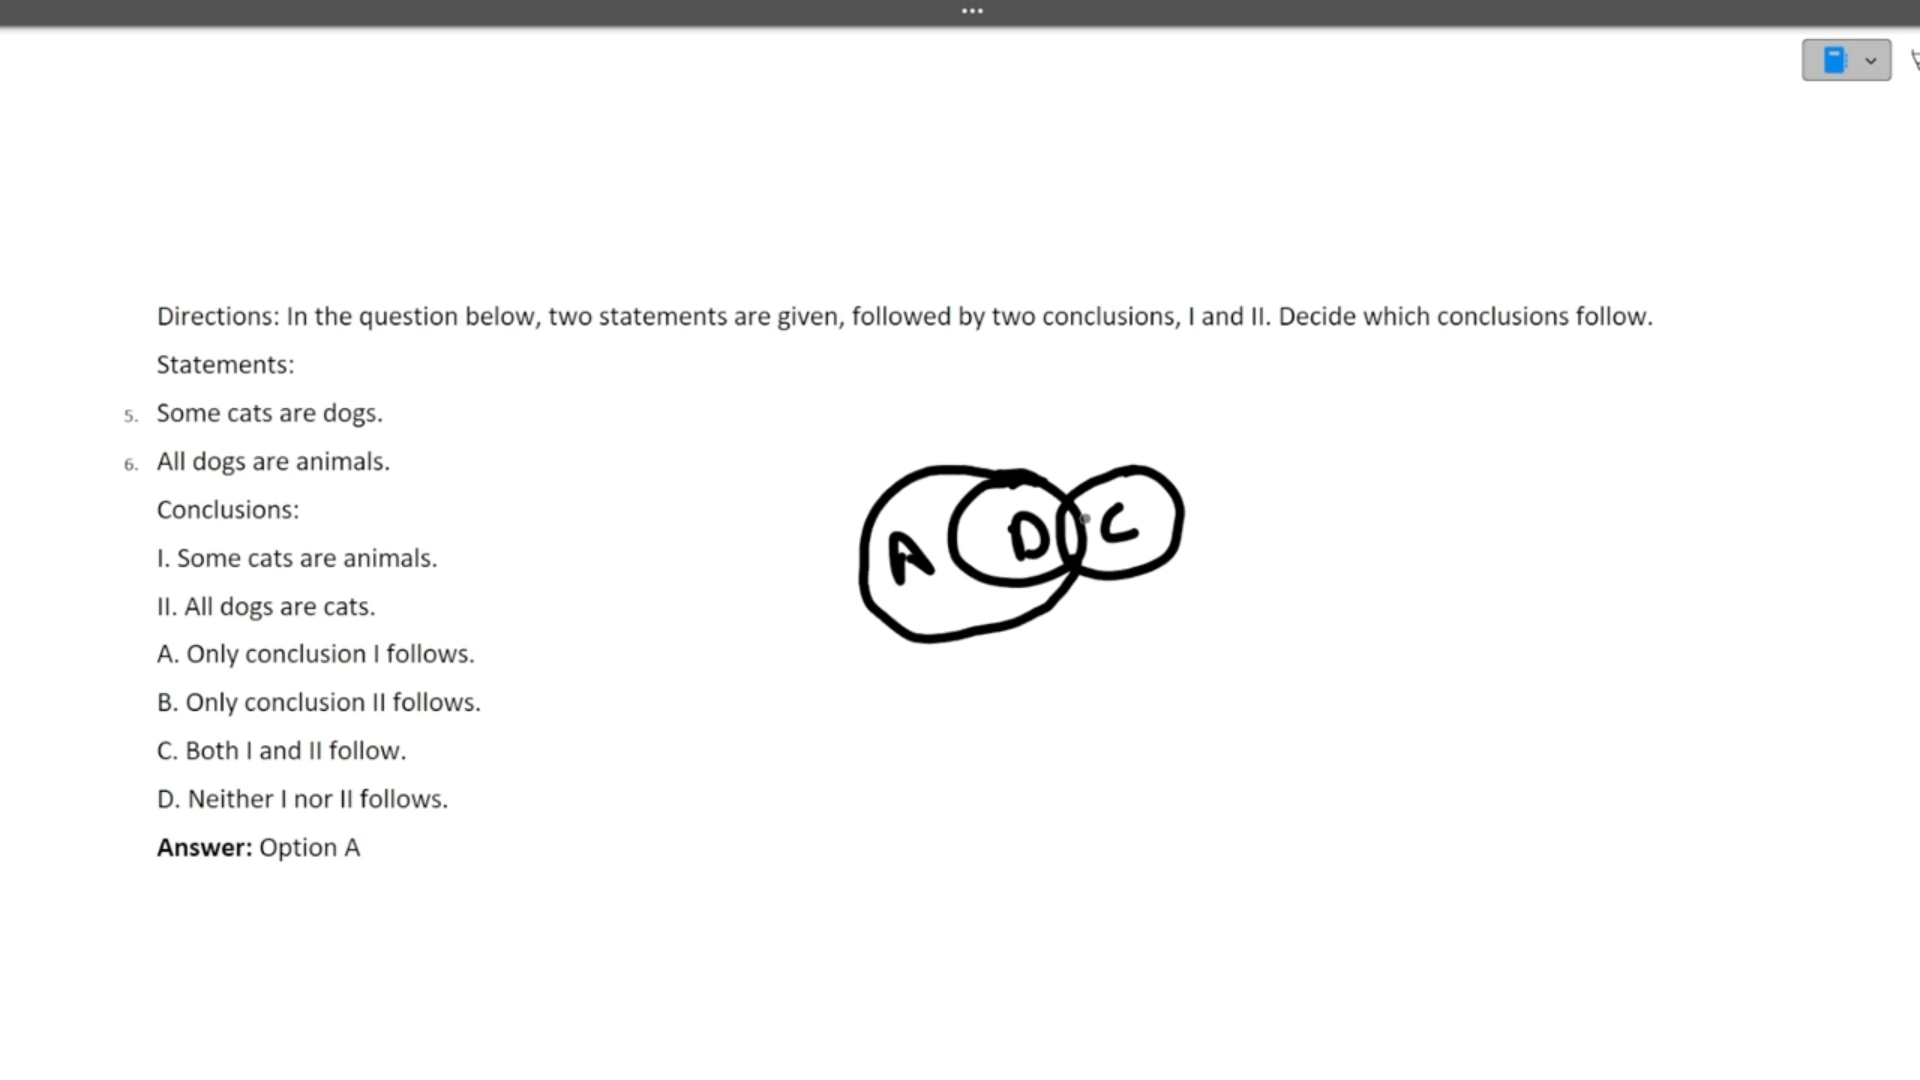 Directions: In the question below, two statements are given, followed by two conclusions, I and II. Decide which conclusions follow.
Statements:
5. Some cats are dogs.
6. All dogs are animals.
Conclusions:
I. Some cats are animals.
II. All dogs are cats.
A. Only conclusion I follows.
B. Only conclusion II follows.
C. Both I and II follow.
D. Neither I nor II follows.
Answer: Option A
A D C